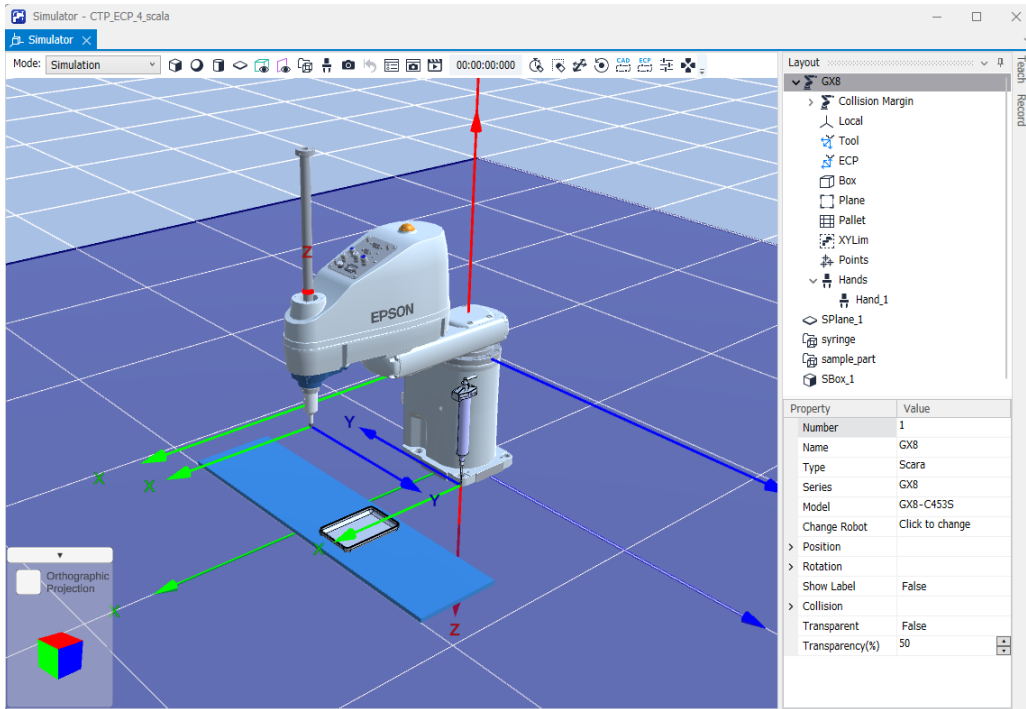 Simulator - CTP_ECP_4_scala
Simulator
Mode: Simulation 00:00:00:000 CAD ECP
Layout
GX8
Collision Margin
Local
Tool
ECP
Box
Plane
Pallet
XYLim
Points
Hands
Hand_1
SPlane_1
syringe
sample_part
SBox_1
Teach
Record
Property Value
Number 1
Name GX8
Type Scara
Series GX8
Model GX8-C453S
Change Robot Click to change
Position
Rotation
Show Label False
Collision
Transparent False
Transparency(%) 50
Z
EPSON
Y
X
X
Y
X
X
Z
Orthographic
Projection